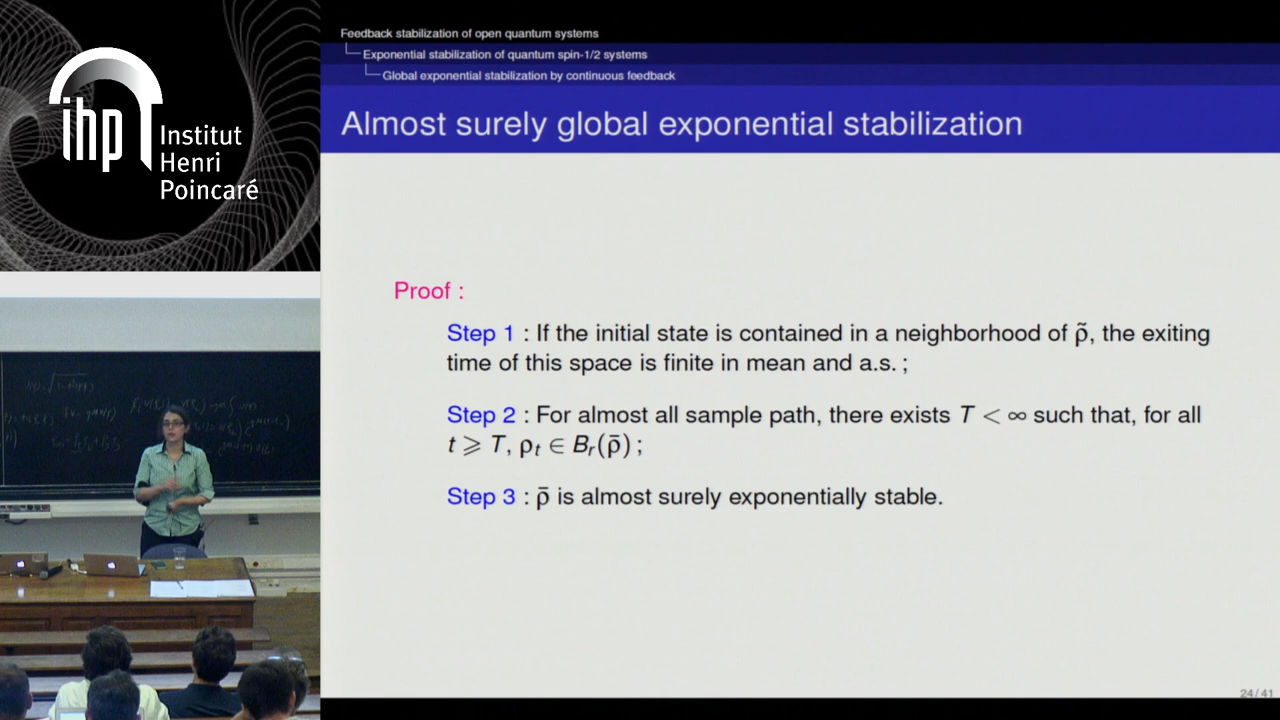 ihp
Institut
Henri
Poincaré
Feedback stabilization of open quantum systems
Exponential stabilization of quantum spin-1/2 systems
Global exponential stabilization by continuous feedback
Almost surely global exponential stabilization
Proof :
Step 1 : If the initial state is contained in a neighborhood of ρ̃, the exiting
time of this space is finite in mean and a.s. ;
Step 2 : For almost all sample path, there exists T < ∞ such that, for all
t ⩾ T, ρₜ ∈ Bᵣ(ρ̄) ;
Step 3 : ρ̄ is almost surely exponentially stable.
24 / 41